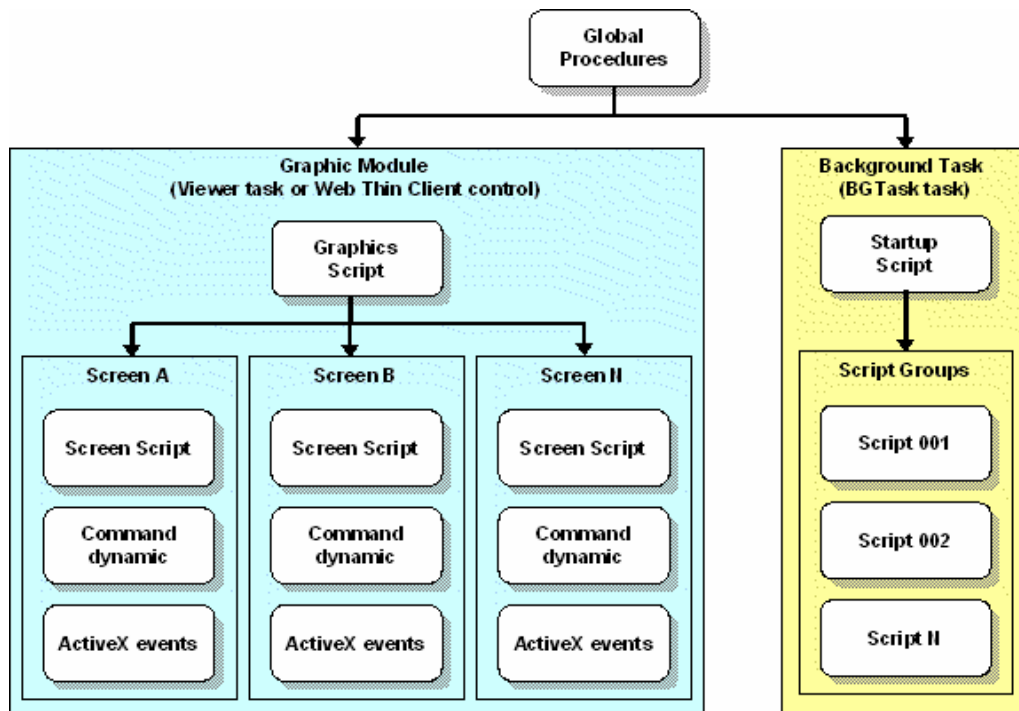 Global
Procedures
Graphic Module
(Viewer task or Web Thin Client control)
Graphics
Script
Screen A
Screen Script
Command
dynamic
ActiveX events
Screen B
Screen Script
Command
dynamic
ActiveX events
Screen N
Screen Script
Command
dynamic
ActiveX events
Background Task
(BGTask task)
Startup
Script
Script Groups
Script 001
Script 002
Script N